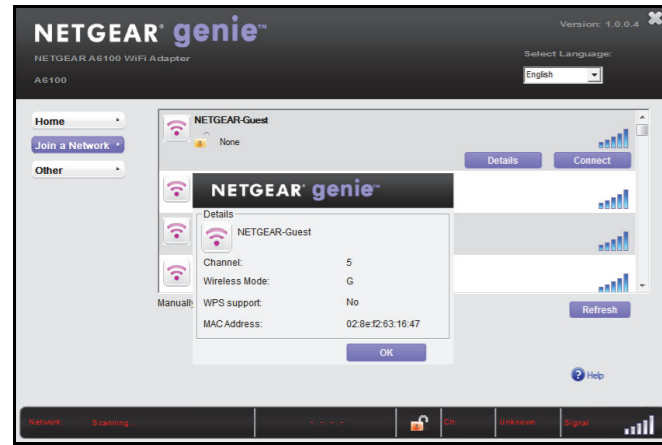 NETGEAR® genie™
Version: 1.0.0.4
NETGEAR A6100 WiFi Adapter
Select Language:
A6100
English
Home
Join a Network
Other
NETGEAR-Guest
None
Details
Connect
NETGEAR® genie™
Details
NETGEAR-Guest
Channel: 5
Wireless Mode: G
WPS support: No
MAC Address: 02:8e:f2:63:16:47
OK
Manually
Refresh
Help
Network: Scanning... - - - - Ch: Unknown Signal